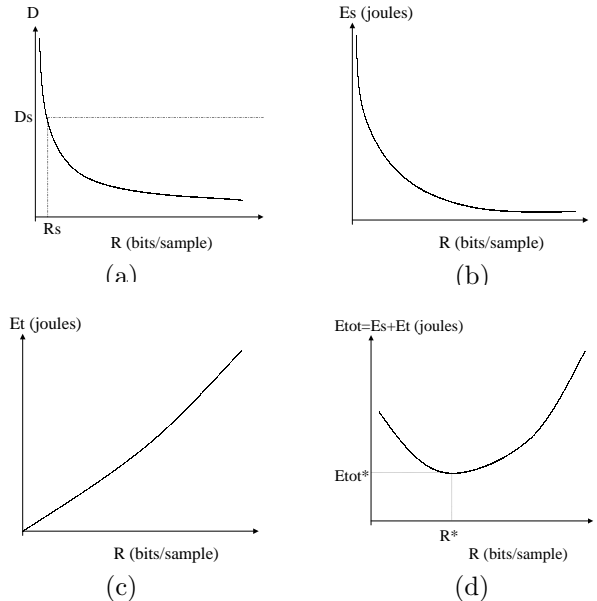 D
Ds
Rs
R (bits/sample)
(a)
Es (joules)
R (bits/sample)
(b)
Et (joules)
R (bits/sample)
(c)
Etot=Es+Et (joules)
Etot*
R*
R (bits/sample)
(d)